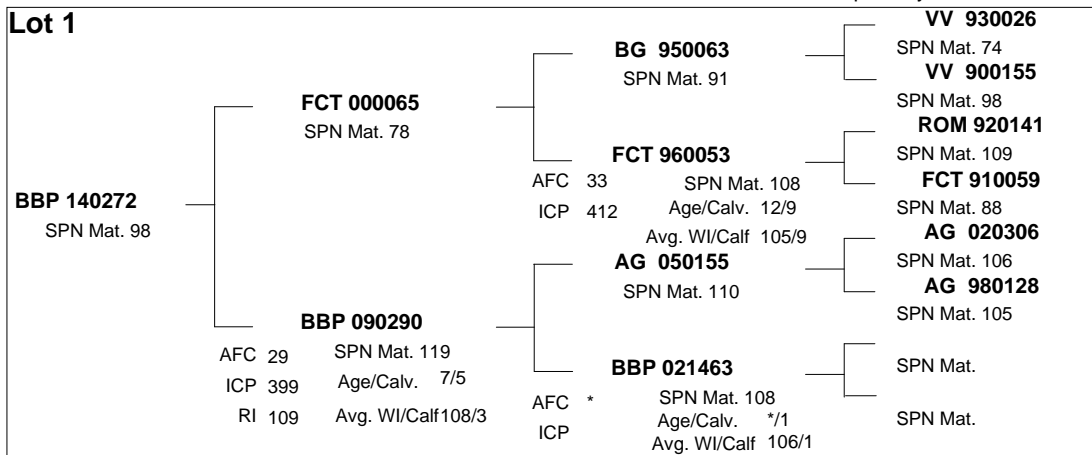 Lot 1
VV 930026
SPN Mat. 74
BG 950063
SPN Mat. 91
VV 900155
SPN Mat. 98
FCT 000065
SPN Mat. 78
ROM 920141
SPN Mat. 109
FCT 960053
AFC 33 SPN Mat. 108
ICP 412 Age/Calv. 12/9
Avg. WI/Calf 105/9
FCT 910059
SPN Mat. 88
BBP 140272
SPN Mat. 98
AG 020306
SPN Mat. 106
AG 050155
SPN Mat. 110
AG 980128
SPN Mat. 105
BBP 090290
AFC 29 SPN Mat. 119
ICP 399 Age/Calv. 7/5
RI 109 Avg. WI/Calf 108/3
BBP 021463
AFC * SPN Mat. 108
ICP Age/Calv. */1
Avg. WI/Calf 106/1
SPN Mat.
SPN Mat.